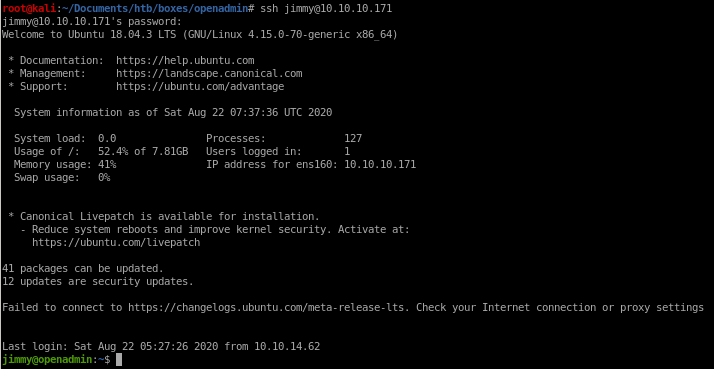 root@kali:~/Documents/htb/boxes/openadmin# ssh jimmy@10.10.10.171
jimmy@10.10.10.171's password:
Welcome to Ubuntu 18.04.3 LTS (GNU/Linux 4.15.0-70-generic x86_64)
* Documentation:  https://help.ubuntu.com
* Management:     https://landscape.canonical.com
* Support:        https://ubuntu.com/advantage
System information as of Sat Aug 22 07:37:36 UTC 2020
System load:  0.0               Processes:             127
Usage of /:   52.4% of 7.81GB   Users logged in:       1
Memory usage: 41%               IP address for ens160: 10.10.10.171
Swap usage:   0%
* Canonical Livepatch is available for installation.
- Reduce system reboots and improve kernel security. Activate at:
https://ubuntu.com/livepatch
41 packages can be updated.
12 updates are security updates.
Failed to connect to https://changelogs.ubuntu.com/meta-release-lts. Check your Internet connection or proxy settings
Last login: Sat Aug 22 05:27:26 2020 from 10.10.14.62
jimmy@openadmin:~$